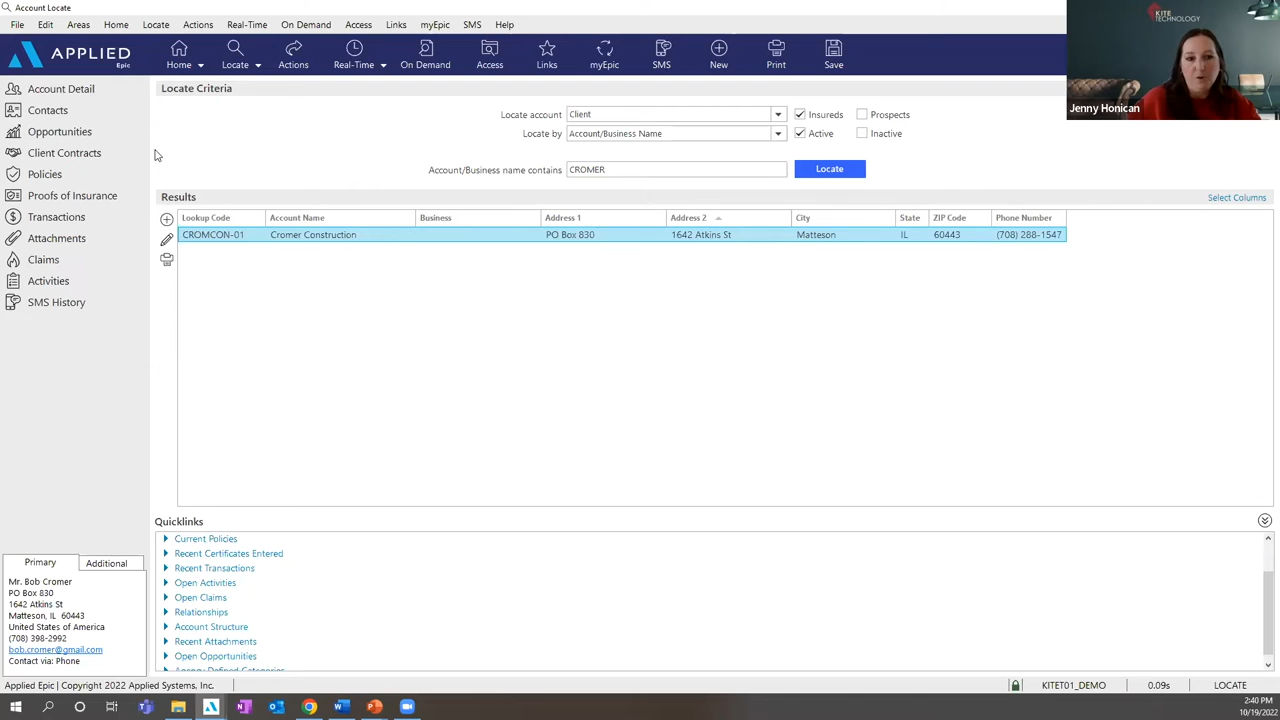 Account Locate
File Edit Areas Home Locate Actions Real-Time On Demand Access Links myEpic SMS Help
KITE TECHNOLOGY
Jenny Honican
APPLIED Epic
Home Locate Actions Real-Time On Demand Access Links myEpic SMS New Print Save
Account Detail
Contacts
Opportunities
Client Contracts
Policies
Proofs of Insurance
Transactions
Attachments
Claims
Activities
SMS History
Locate Criteria
Locate account Client Insureds Prospects
Locate by Account/Business Name Active Inactive
Account/Business name contains CROMER Locate
Results Select Columns
Lookup Code Account Name Business Address 1 Address 2 City State ZIP Code Phone Number
CROMCON-01 Cromer Construction PO Box 830 1642 Atkins St Matteson IL 60443 (708) 288-1547
Quicklinks
Current Policies
Recent Certificates Entered
Recent Transactions
Open Activities
Open Claims
Relationships
Account Structure
Recent Attachments
Open Opportunities
Agency Defined Categories
Primary Additional
Mr. Bob Cromer
PO Box 830
1642 Atkins St
Matteson, IL 60443
United States of America
(708) 398-2992
bob.cromer@gmail.com
Contact via: Phone
Applied Epic | Copyright 2022 Applied Systems, Inc. KITET01_DEMO 0.09s LOCATE
2:40 PM
10/19/2022